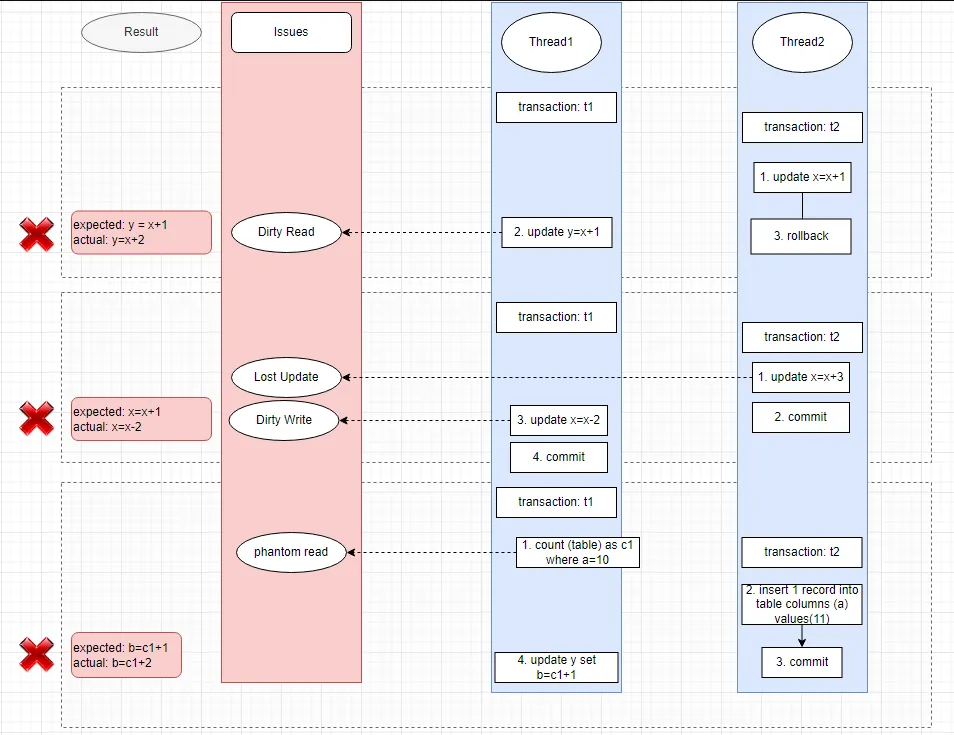 Result
Issues
Thread1
Thread2
transaction: t1
transaction: t2
1. update x=x+1
expected: y = x+1
actual: y=x+2
Dirty Read
2. update y=x+1
3. rollback
transaction: t1
transaction: t2
Lost Update
1. update x=x+3
expected: x=x+1
actual: x=x-2
Dirty Write
3. update x=x-2
2. commit
4. commit
transaction: t1
phantom read
1. count (table) as c1
where a=10
transaction: t2
2. insert 1 record into
table columns (a)
values(11)
expected: b=c1+1
actual: b=c1+2
4. update y set
b=c1+1
3. commit